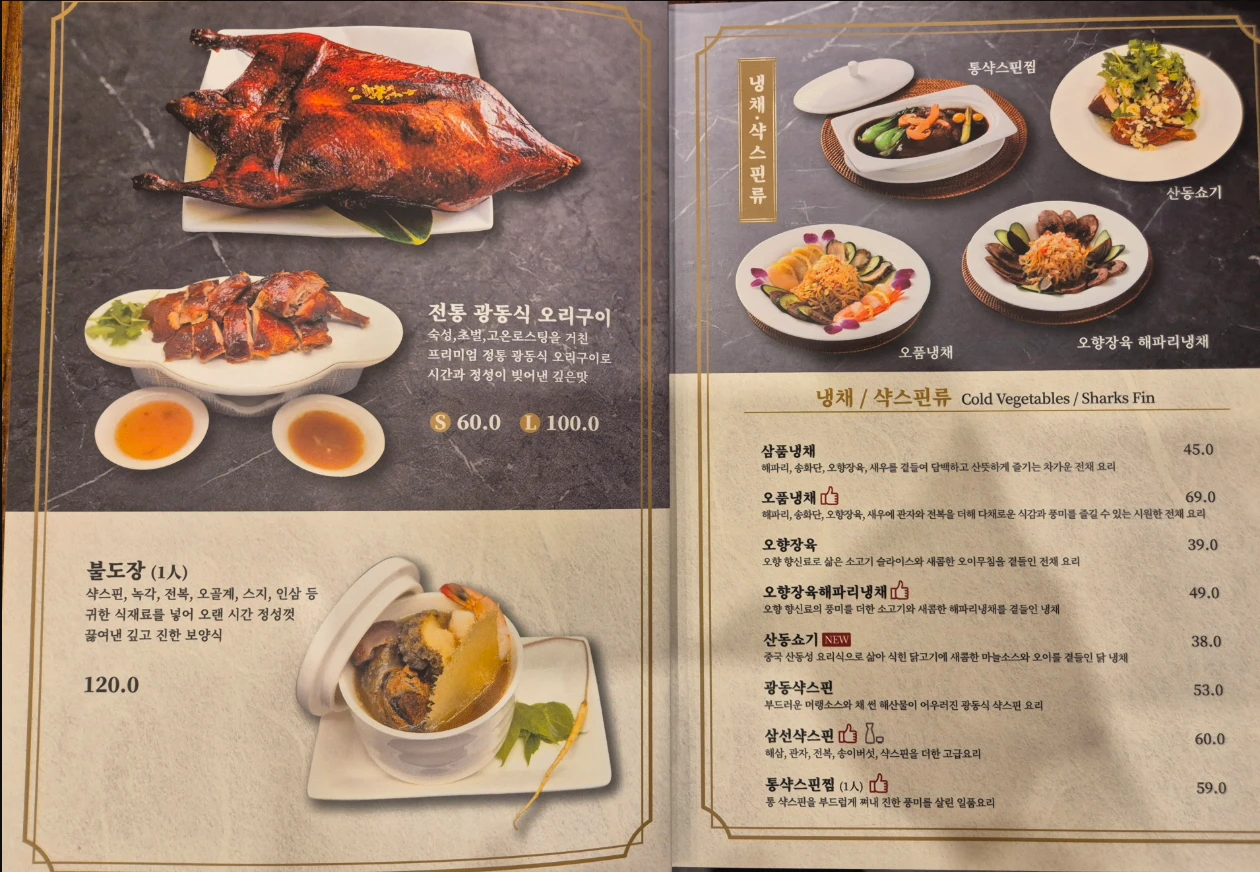 전통 광동식 오리구이
숙성,초벌,고온로스팅을 거친
프리미엄 정통 광동식 오리구이로
시간과 정성이 빚어낸 깊은맛
S 60.0 L 100.0
불도장 (1人)
샥스핀, 녹각, 전복, 오골계, 스지, 인삼 등
귀한 식재료를 넣어 오랜 시간 정성껏
끓여낸 깊고 진한 보양식
120.0
냉채·샥스핀류
통샥스핀찜
산동쇼기
오품냉채
오향장육 해파리냉채
냉채 / 샥스핀류 Cold Vegetables / Sharks Fin
삼품냉채 45.0
해파리, 송화단, 오향장육, 새우를 곁들여 담백하고 산뜻하게 즐기는 차가운 전채 요리
오품냉채 69.0
해파리, 송화단, 오향장육, 새우에 관자와 전복을 더해 다채로운 식감과 풍미를 즐길 수 있는 시원한 전채 요리
오향장육 39.0
오향 향신료로 삶은 소고기 슬라이스와 새콤한 오이무침을 곁들인 전채 요리
오향장육해파리냉채 49.0
오향 향신료의 풍미를 더한 소고기와 새콤한 해파리냉채를 곁들인 냉채
산동쇼기 NEW 38.0
중국 산동성 요리식으로 삶아 식힌 닭고기에 새콤한 마늘소스와 오이를 곁들인 닭 냉채
광동샥스핀 53.0
부드러운 머랭소스와 채 썬 해산물이 어우러진 광동식 샥스핀 요리
삼선샥스핀 60.0
해삼, 관자, 전복, 송이버섯, 샥스핀을 더한 고급요리
통샥스핀찜 (1人) 59.0
통 샥스핀을 부드럽게 쪄내 진한 풍미를 살린 일품요리